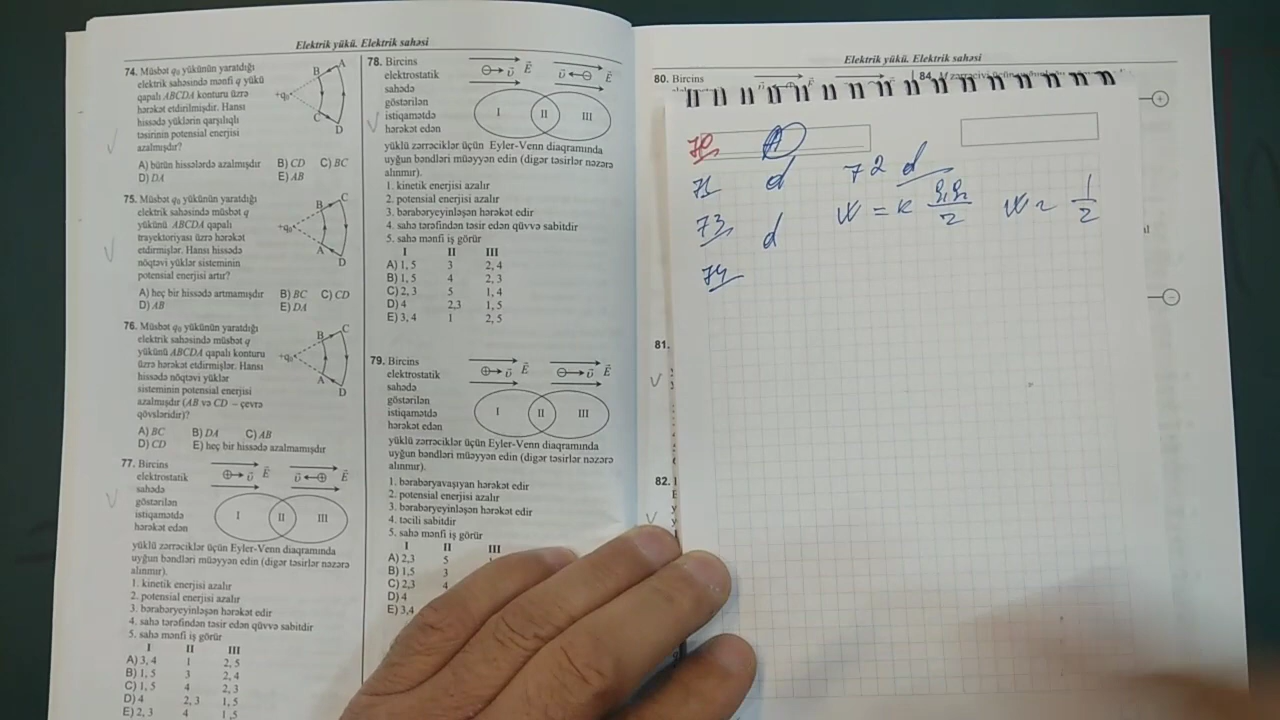 Elektrik yükü. Elektrik sahəsi
74. Müsbət q₀ yükünün yaratdığı
elektrik sahəsində mənfi q yükü
qapalı ABCDA konturu üzrə
hərəkət etdirilmişdir. Hansı
hissədə yüklərin qarşılıqlı
təsirinin potensial enerjisi
azalmışdır?
+q₀ B A C D
A) bütün hissələrdə azalmışdır B) CD C) BC
D) DA E) AB
75. Müsbət q₀ yükünün yaratdığı
elektrik sahəsində müsbət q
yükünü ABCDA qapalı
trayektoriyası üzrə hərəkət
etdirmişlər. Hansı hissədə
nöqtəvi yüklər sisteminin
potensial enerjisi artır?
+q₀ B C A D
A) heç bir hissədə artmamışdır B) BC C) CD
D) AB E) DA
76. Müsbət q₀ yükünün yaratdığı
elektrik sahəsində müsbət q
yükünü ABCDA qapalı konturu
üzrə hərəkət etdirmişlər. Hansı
hissədə nöqtəvi yüklər
sisteminin potensial enerjisi
azalmışdır (AB və CD – çevrə
qövsləridir)?
+q₀ B C A D
A) BC B) DA C) AB
D) CD E) heç bir hissədə azalmamışdır
77. Bircins
elektrostatik
sahədə
göstərilən
istiqamətdə
hərəkət edən
υ E υ E
I II III
yüklü zərrəciklər üçün Eyler-Venn diaqramında
uyğun bəndləri müəyyən edin (digər təsirlər nəzərə
alınmır).
1. kinetik enerjisi azalır
2. potensial enerjisi azalır
3. bərabəryeyinləşən hərəkət edir
4. sahə tərəfindən təsir edən qüvvə sabitdir
5. sahə mənfi iş görür
I II III
A) 3, 4 1 2, 5
B) 1, 5 3 2, 4
C) 1, 5 4 2, 3
D) 4 2, 3 1, 5
E) 2, 3 4 1,5
78. Bircins
elektrostatik
sahədə
göstərilən
istiqamətdə
hərəkət edən
υ E υ E
I II III
yüklü zərrəciklər üçün Eyler-Venn diaqramında
uyğun bəndləri müəyyən edin (digər təsirlər nəzərə
alınmır).
1. kinetik enerjisi azalır
2. potensial enerjisi azalır
3. bərabəryeyinləşən hərəkət edir
4. sahə tərəfindən təsir edən qüvvə sabitdir
5. sahə mənfi iş görür
I II III
A) 1, 5 3 2, 4
B) 1, 5 4 2, 3
C) 2, 3 5 1, 4
D) 4 2,3 1, 5
E) 3, 4 1 2, 5
79. Bircins
elektrostatik
sahədə
göstərilən
istiqamətdə
hərəkət edən
υ E υ E
I II III
yüklü zərrəciklər üçün Eyler-Venn diaqramında
uyğun bəndləri müəyyən edin (digər təsirlər nəzərə
alınmır).
1. bərabəryavaşıyan hərəkət edir
2. potensial enerjisi azalır
3. bərabəryeyinləşən hərəkət edir
4. təcili sabitdir
5. sahə mənfi iş görür
I II III
A) 2,3 5
B) 1,5 3
C) 2,3 4
D) 4
E) 3,4
Elektrik yükü. Elektrik sahəsi
80. Bircins
84.
81.
82.
70 A
71 d 72 d
73 d W = k q₁q₂/2 W ~ 1/2
74